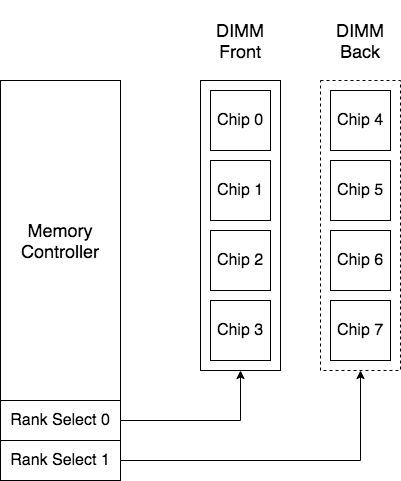 DIMM
Front
DIMM
Back
Chip 0
Chip 4
Chip 1
Chip 5
Memory
Controller
Chip 2
Chip 6
Chip 3
Chip 7
Rank Select 0
Rank Select 1